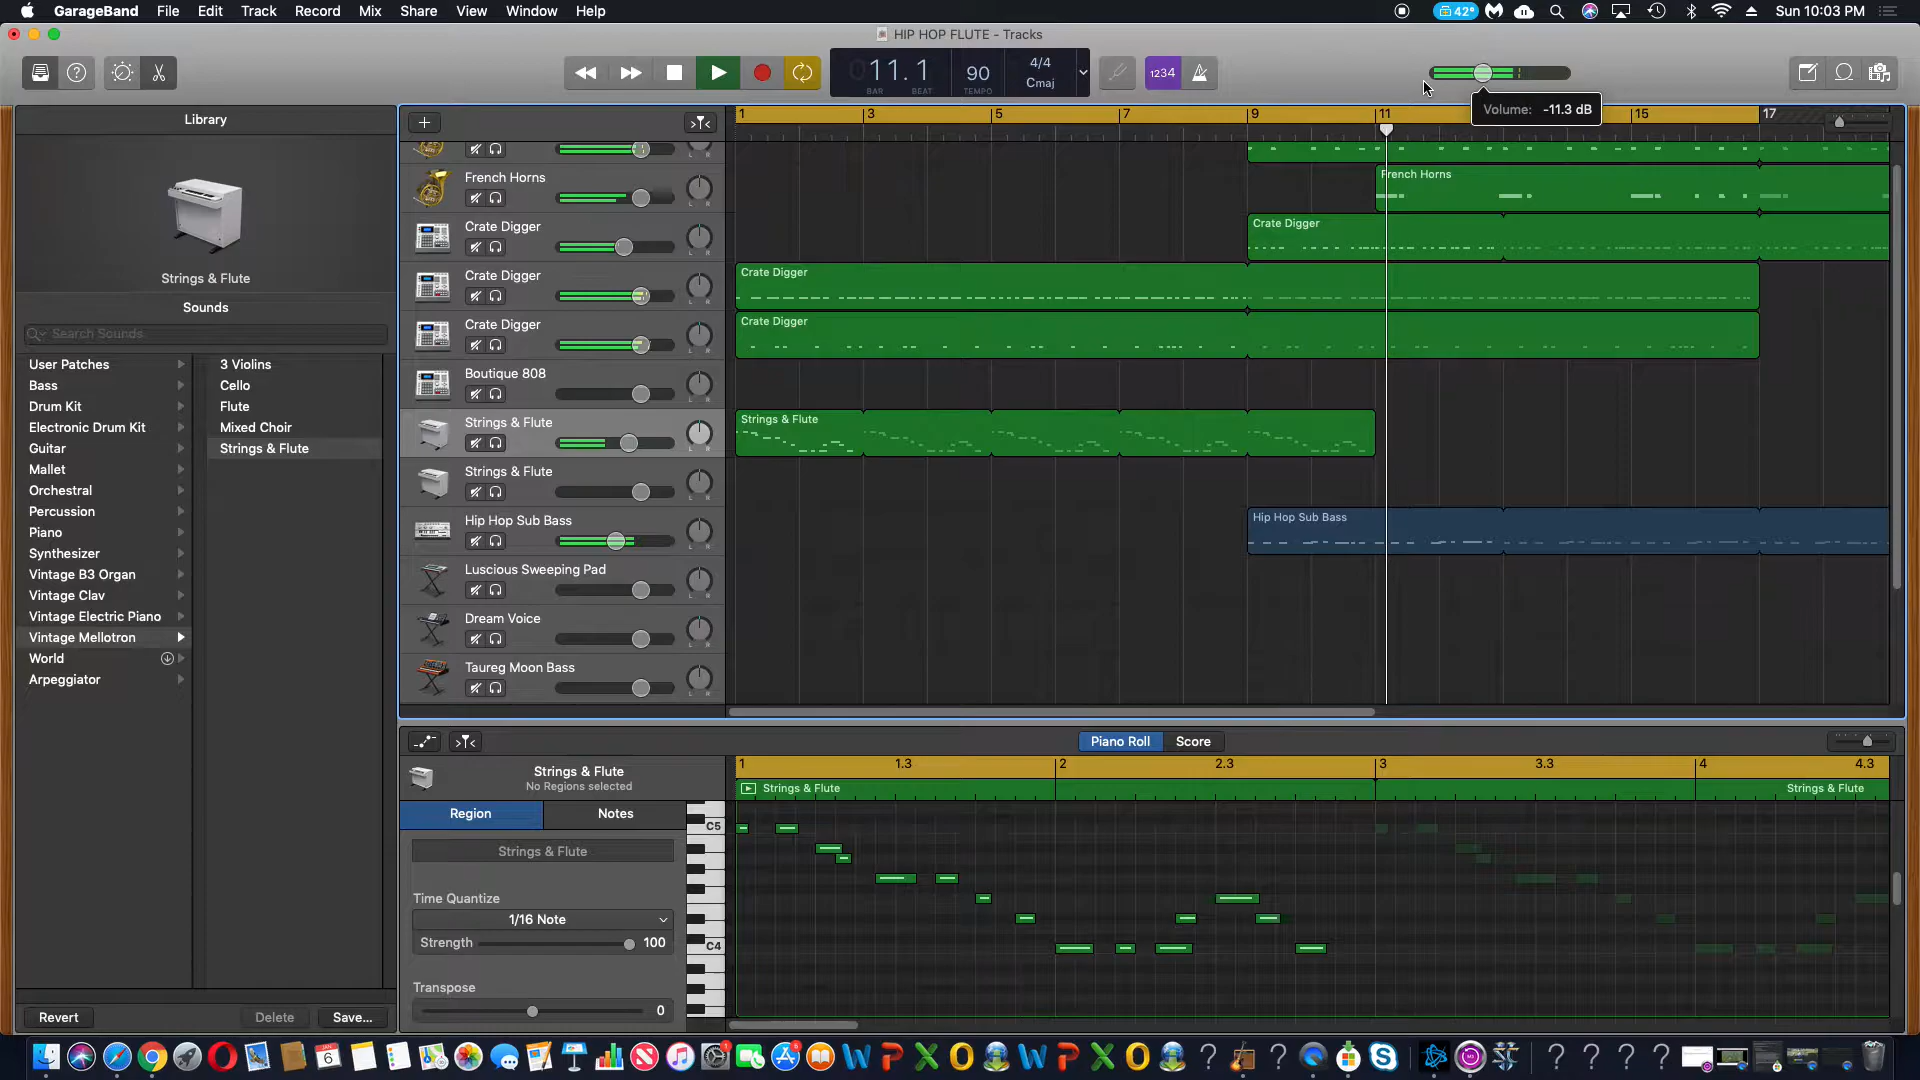 GarageBand File Edit Track Record Mix Share View Window Help
42° Sun 10:03 PM
HIP HOP FLUTE - Tracks
011.1 90 4/4 Cmaj
BAR BEAT TEMPO
1234
Volume: -11.3 dB
Library
Strings & Flute
Sounds
Search Sounds
User Patches
Bass
Drum Kit
Electronic Drum Kit
Guitar
Mallet
Orchestral
Percussion
Piano
Synthesizer
Vintage B3 Organ
Vintage Clav
Vintage Electric Piano
Vintage Mellotron
World
Arpeggiator
3 Violins
Cello
Flute
Mixed Choir
Strings & Flute
Revert Delete Save...
1 3 5 7 9 11 15 17
French Horns
Crate Digger
Crate Digger
Crate Digger
Boutique 808
Strings & Flute
Strings & Flute
Hip Hop Sub Bass
Luscious Sweeping Pad
Dream Voice
Taureg Moon Bass
French Horns
Crate Digger
Crate Digger
Crate Digger
Strings & Flute
Hip Hop Sub Bass
Piano Roll Score
Strings & Flute
No Regions selected
Region Notes
Strings & Flute
Time Quantize
1/16 Note
Strength 100
Transpose
0
1 1.3 2 2.3 3 3.3 4 4.3
Strings & Flute Strings & Flute
C5
C4
JAN
6